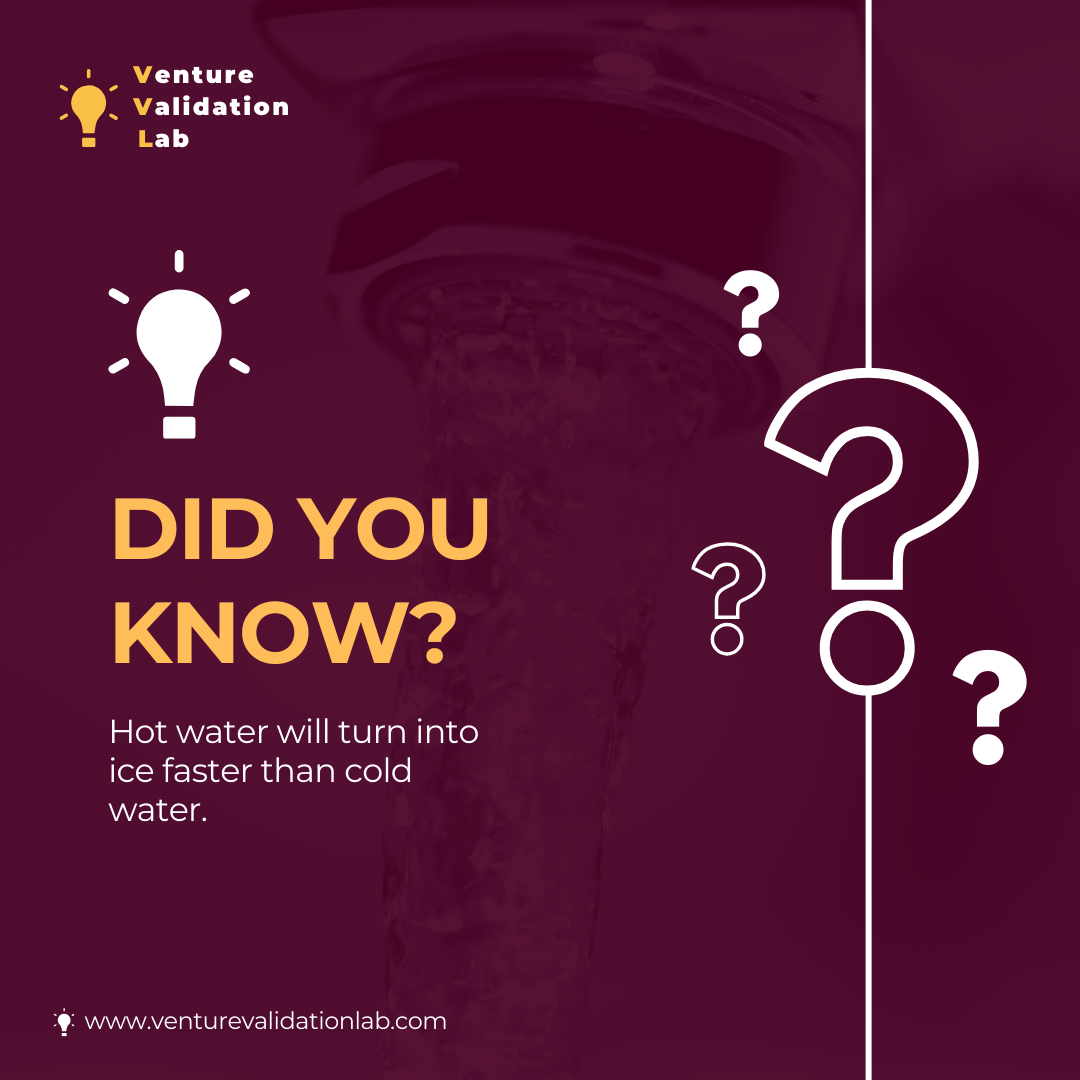 Venture
Validation
Lab
DID YOU
KNOW?
Hot water will turn into
ice faster than cold
water.
www.venturevalidationlab.com